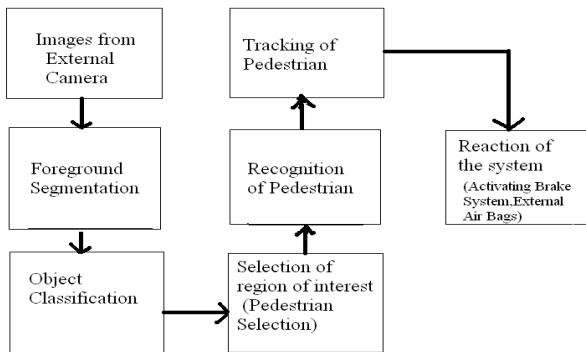 Images from
External
Camera
Foreground
Segmentation
Object
Classification
Selection of
region of interest
(Pedestrian
Selection)
Recognition
of Pedestrian
Tracking of
Pedestrian
Reaction of
the system
(Activating Brake
System,External
Air Bags)